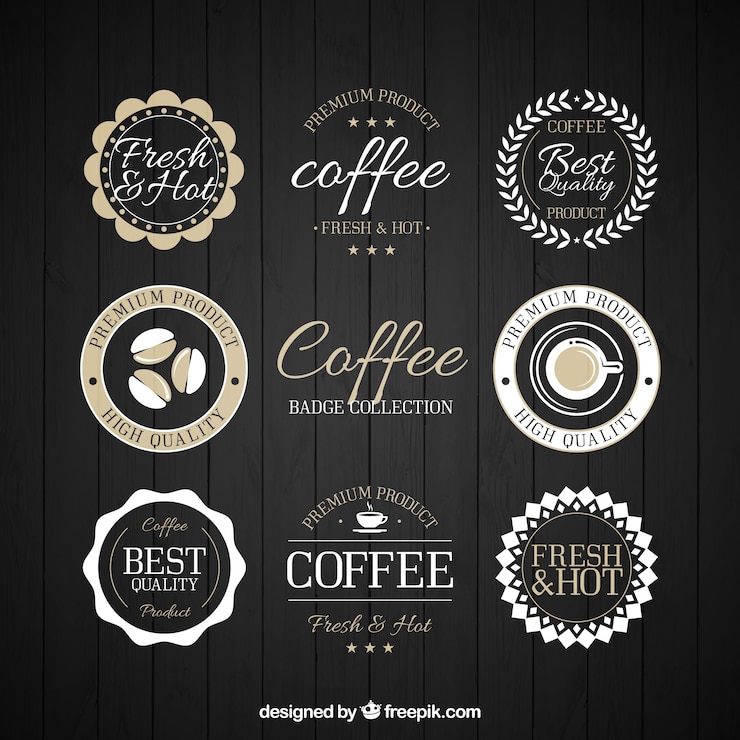 Fresh
& Hot
PREMIUM PRODUCT
coffee
• FRESH & HOT •
COFFEE
Best
Quality
PRODUCT
PREMIUM PRODUCT
HIGH QUALITY
Coffee
BADGE COLLECTION
PREMIUM PRODUCT
HIGH QUALITY
Coffee
BEST
QUALITY
Product
PREMIUM PRODUCT
COFFEE
Fresh & Hot
FRESH
& HOT
designed by freepik.com